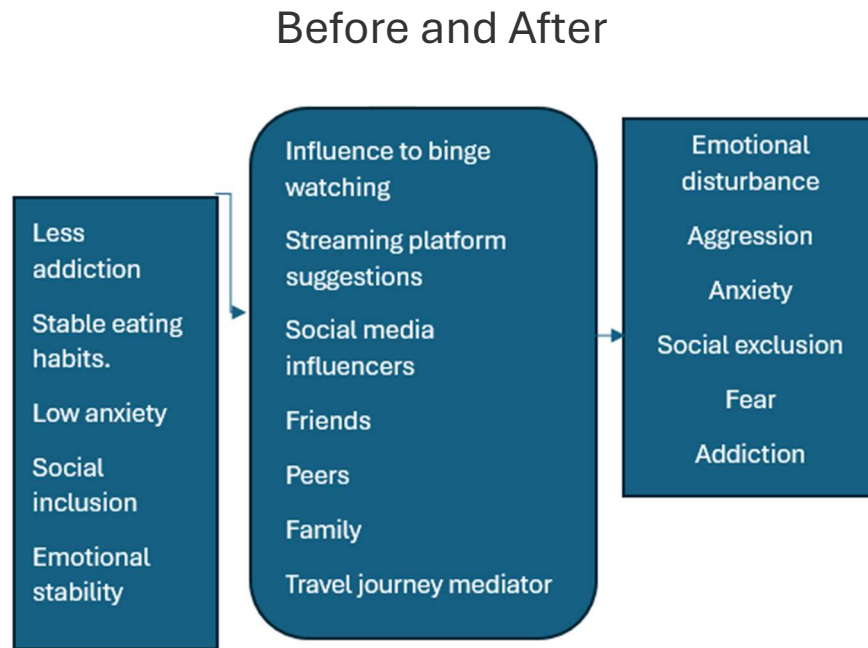 Before and After
Less
addiction
Stable eating
habits.
Low anxiety
Social
inclusion
Emotional
stability
Influence to binge
watching
Streaming platform
suggestions
Social media
influencers
Friends
Peers
Family
Travel journey mediator
Emotional
disturbance
Aggression
Anxiety
Social exclusion
Fear
Addiction